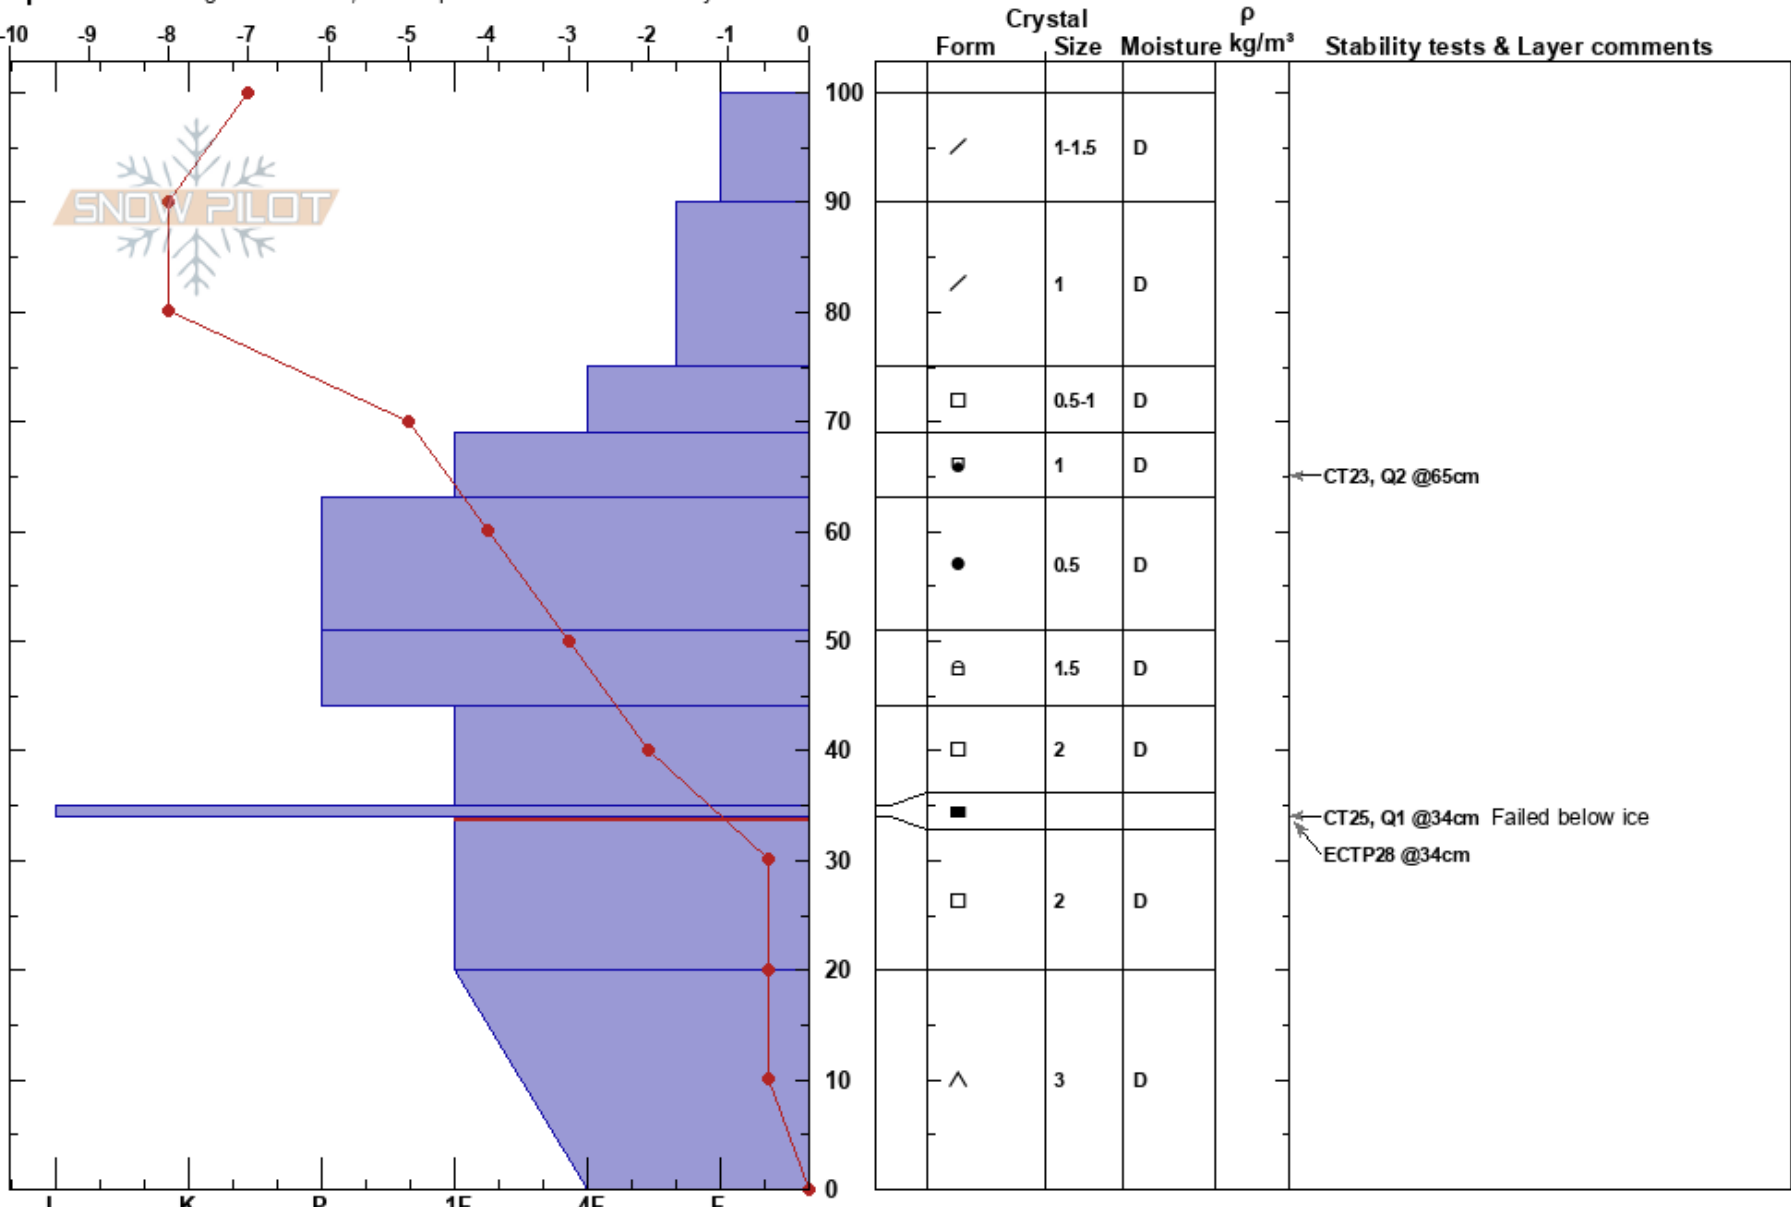 Crystal ρ
-10 -9 -8 -7 -6 -5 -4 -3 -2 -1 0 Form Size Moisture kg/m³ Stability tests & Layer comments
100
1-1.5 D
SNOW PILOT
90
1 D
80
0.5-1 D
70
1 D
CT23, Q2 @65cm
60
0.5 D
50
1.5 D
40
2 D
CT25, Q1 @34cm Failed below ice
30
ECTP28 @34cm
2 D
20
10
3 D
0
I K P 1F 4F F